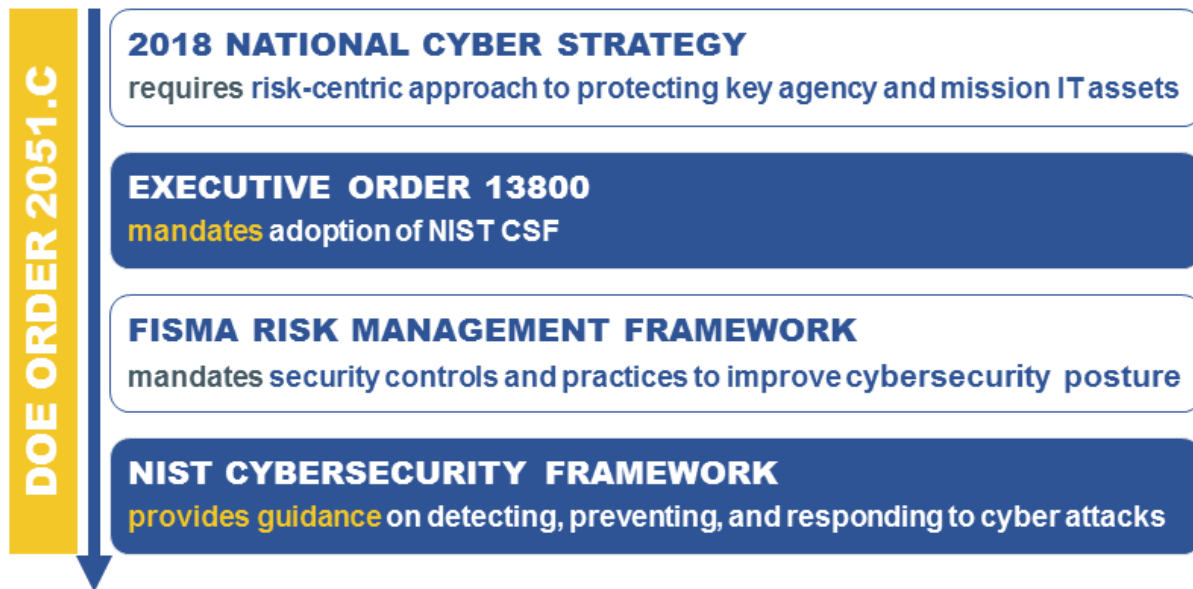 DOE ORDER 2051.C
2018 NATIONAL CYBER STRATEGY
requires risk-centric approach to protecting key agency and mission IT assets
EXECUTIVE ORDER 13800
mandates adoption of NIST CSF
FISMA RISK MANAGEMENT FRAMEWORK
mandates security controls and practices to improve cybersecurity posture
NIST CYBERSECURITY FRAMEWORK
provides guidance on detecting, preventing, and responding to cyber attacks